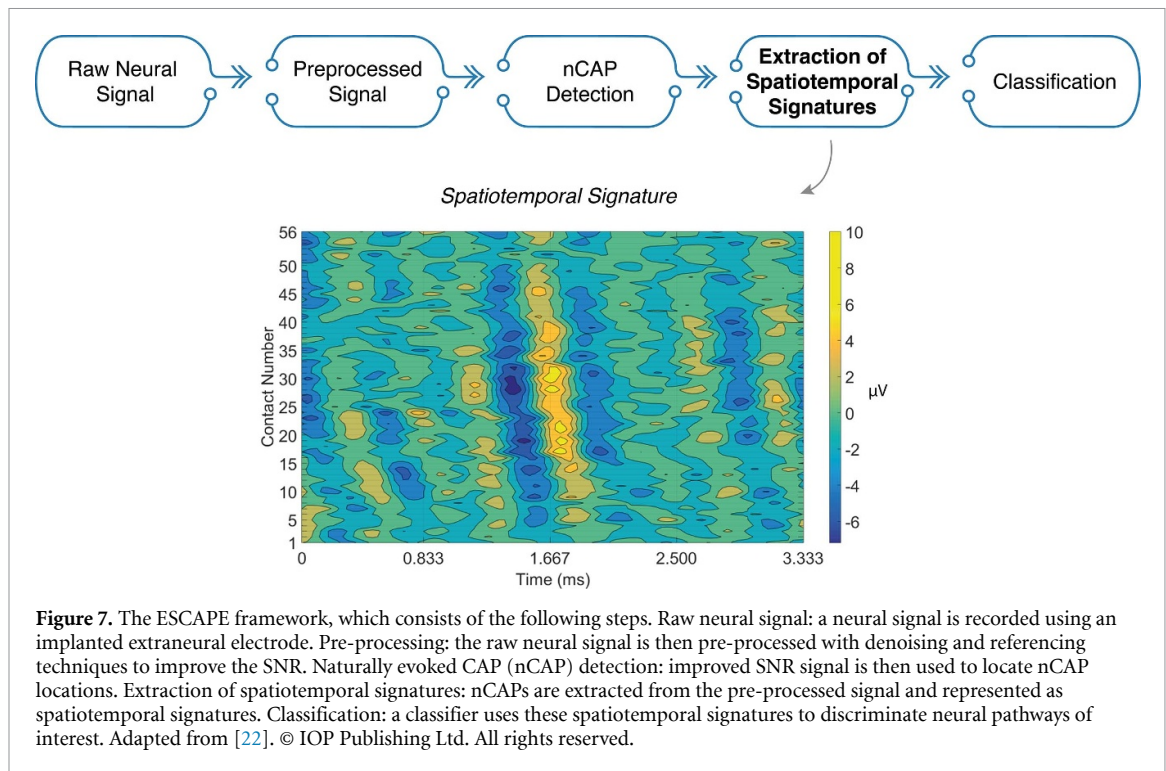 Raw Neural
Signal
Preprocessed
Signal
nCAP
Detection
Extraction of
Spatiotemporal
Signatures
Classification
Spatiotemporal Signature
56
50
45
40
35
30
25
20
15
10
5
1
Contact Number
0
0.833
1.667
2.500
3.333
Time (ms)
10
8
6
4
2
0
-2
-4
-6
µV
Figure 7. The ESCAPE framework, which consists of the following steps. Raw neural signal: a neural signal is recorded using an
implanted extraneural electrode. Pre-processing: the raw neural signal is then pre-processed with denoising and referencing
techniques to improve the SNR. Naturally evoked CAP (nCAP) detection: improved SNR signal is then used to locate nCAP
locations. Extraction of spatiotemporal signatures: nCAPs are extracted from the pre-processed signal and represented as
spatiotemporal signatures. Classification: a classifier uses these spatiotemporal signatures to discriminate neural pathways of
interest. Adapted from [22]. © IOP Publishing Ltd. All rights reserved.